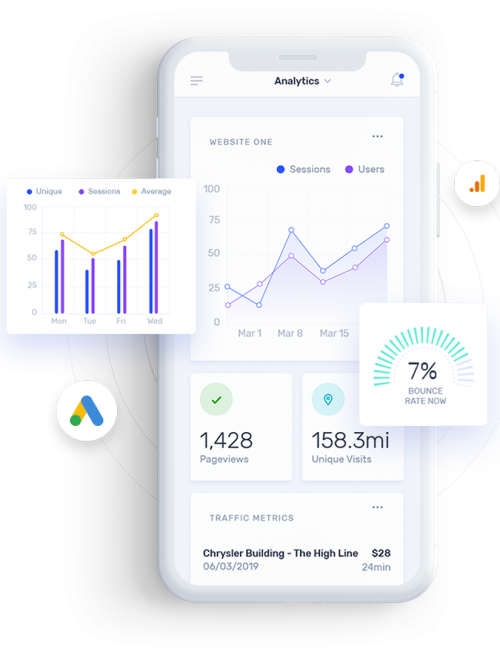 Analytics
WEBSITE ONE
Sessions Users
100
75
50
25
0
Mar 1 Mar 8 Mar 15
Unique Sessions Average
100
75
50
25
0
Mon Tue Fri Wed
7%
BOUNCE
RATE NOW
1,428
Pageviews
158.3mi
Unique Visits
TRAFFIC METRICS
Chrysler Building - The High Line $28
06/03/2019 24min